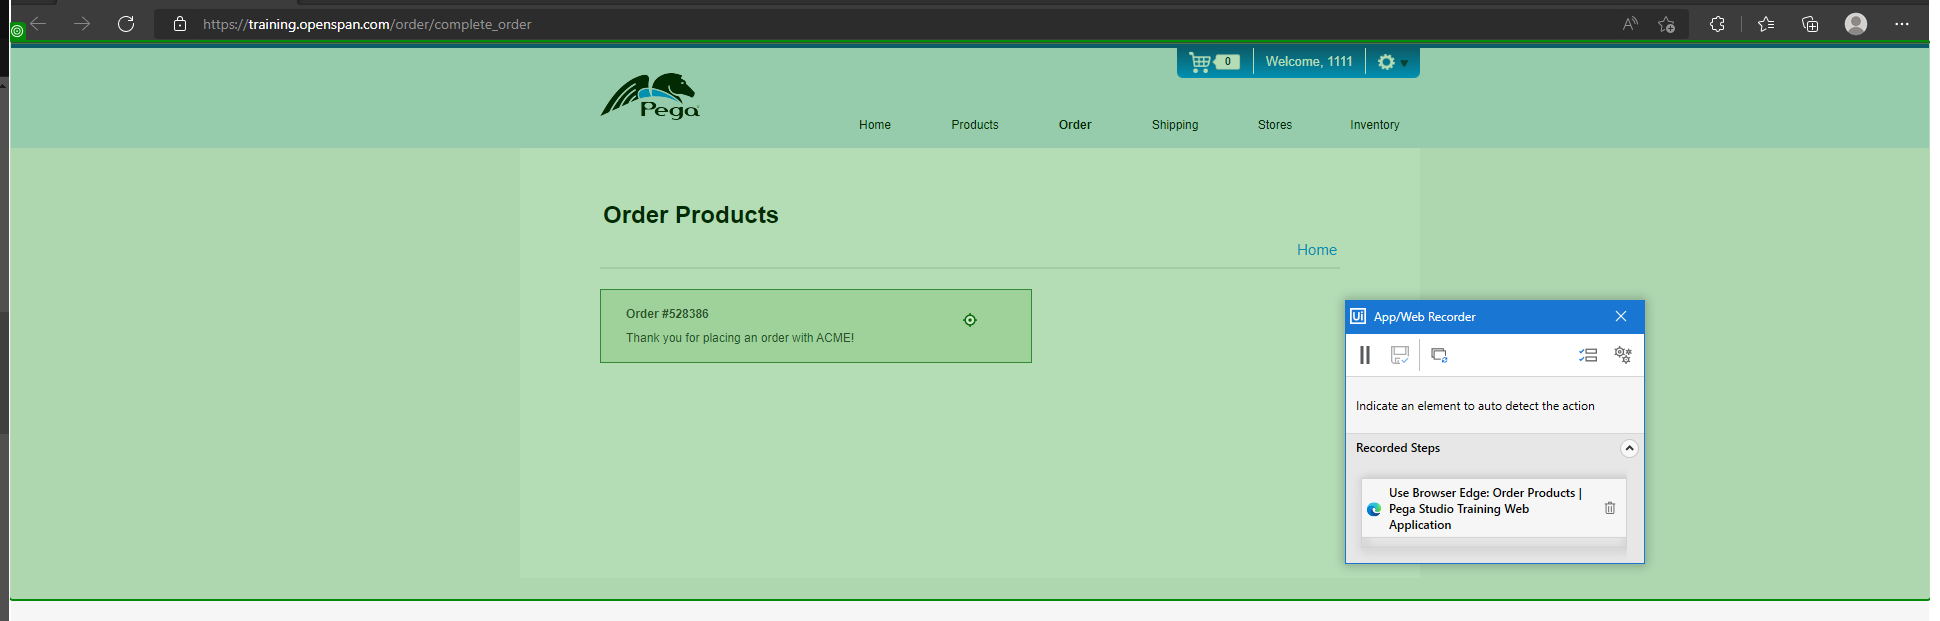 https://training.openspan.com/order/complete_order
0
Welcome, 1111
Pega
Home
Products
Order
Shipping
Stores
Inventory
Order Products
Home
Order #528386
Thank you for placing an order with ACME!
Ui
App/Web Recorder
Indicate an element to auto detect the action
Recorded Steps
Use Browser Edge: Order Products |
Pega Studio Training Web
Application